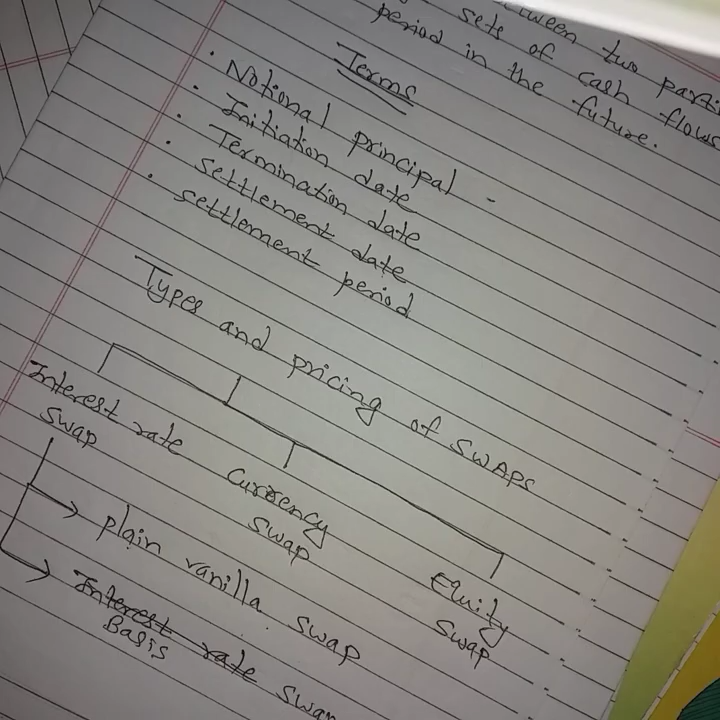 between two parti
sets of cash flows
period in the future.
Terms
• Notional principal -
• Initiation date
• Termination date
• settlement date
• settlement period
Types and pricing of SWAPS
Interest rate swap
Currency swap
Equity swap
plain vanilla swap
Interest rate swap
Basis